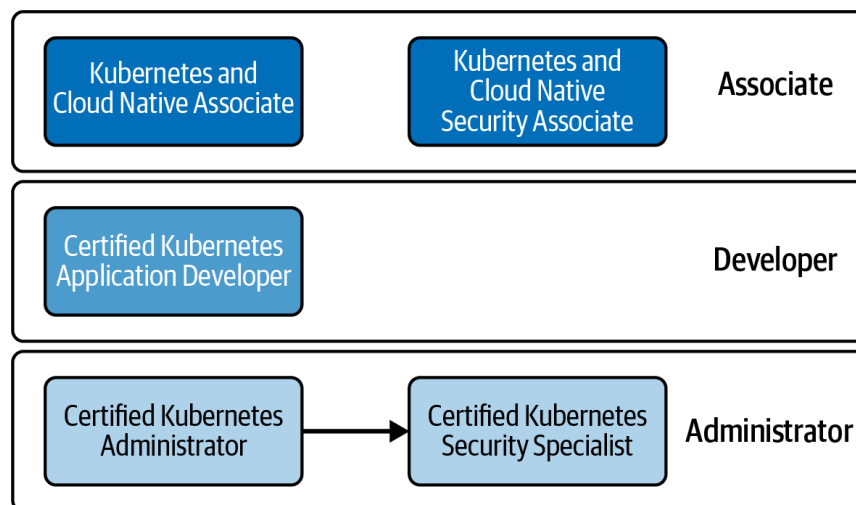 Kubernetes and
Cloud Native Associate
Kubernetes and
Cloud Native
Security Associate
Associate
Certified Kubernetes
Application Developer
Developer
Certified Kubernetes
Administrator
Certified Kubernetes
Security Specialist
Administrator